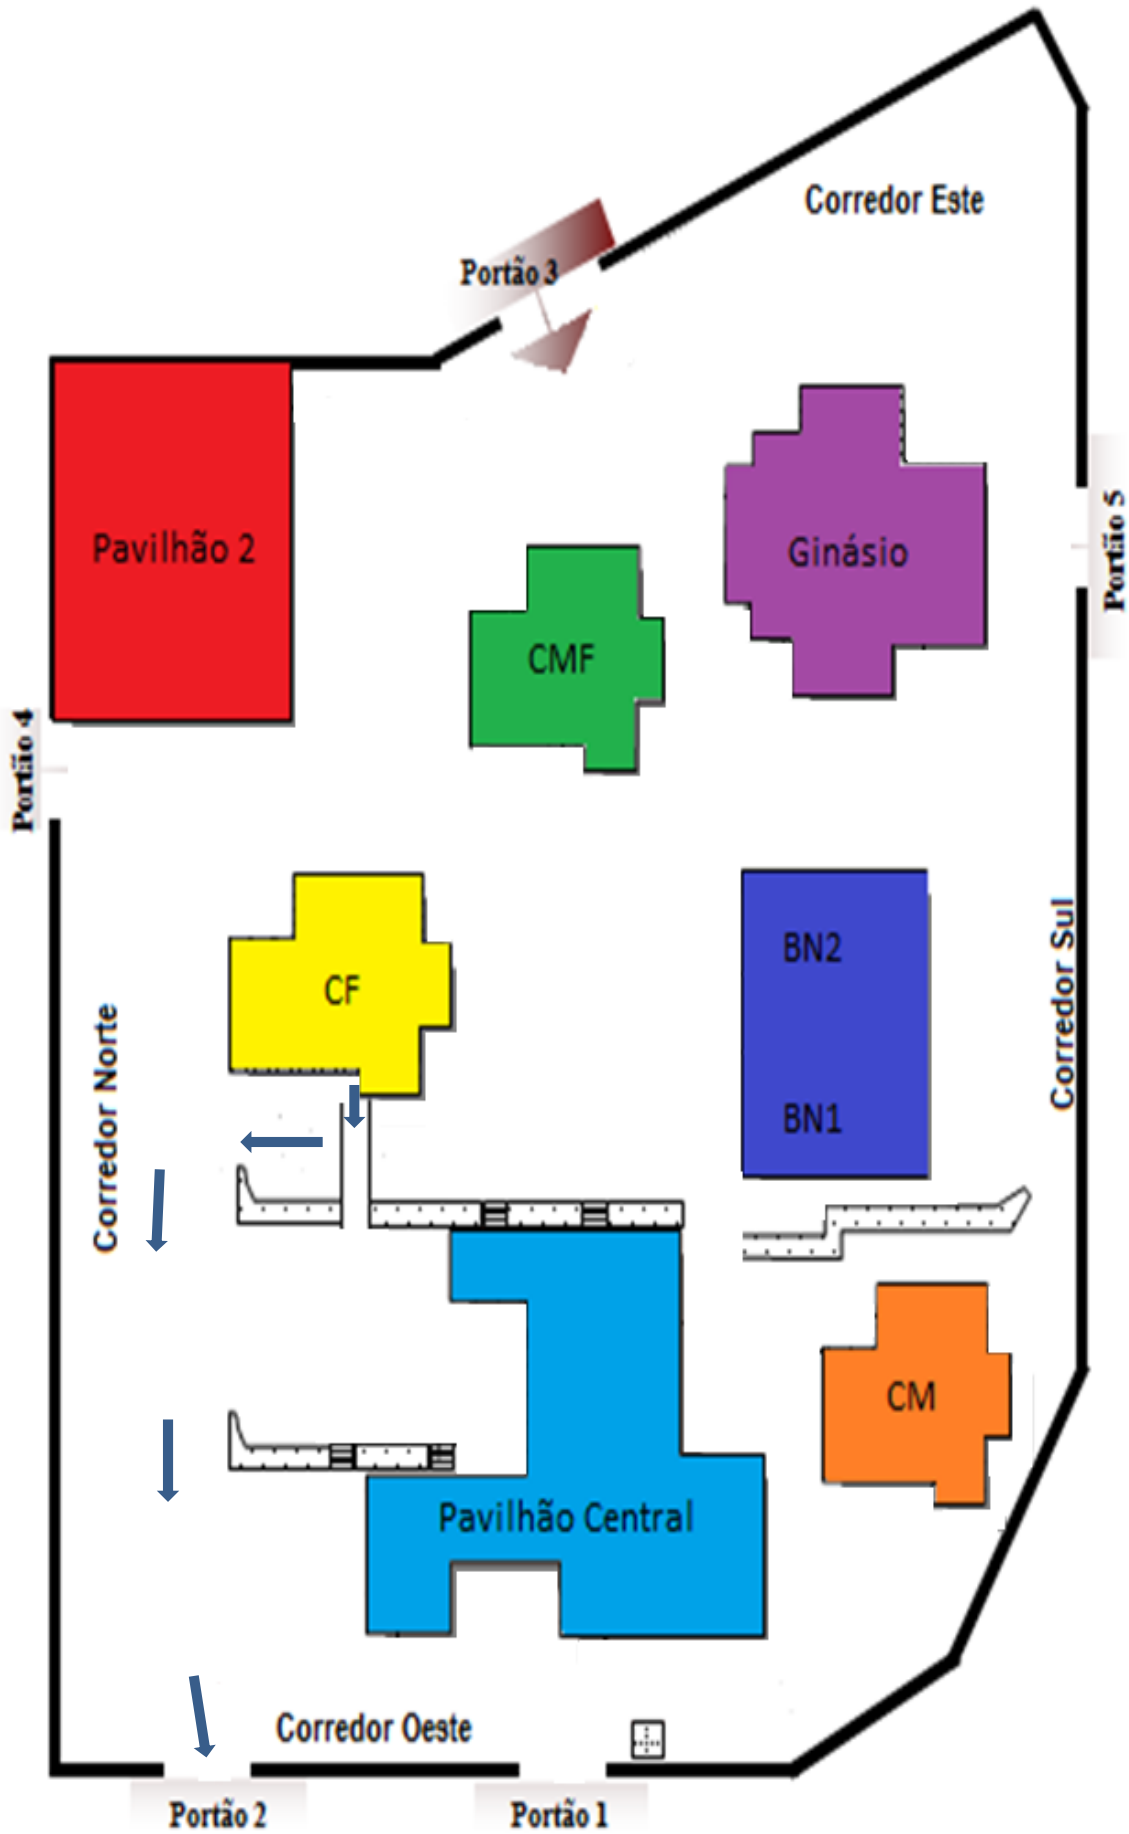 Corredor Este
Portão 3
Pavilhão 2
Ginásio
Portão 5
CMF
Portão 4
BN2
CF
Corredor Sul
Corredor Norte
BN1
CM
Pavilhão Central
Corredor Oeste
Portão 2
Portão 1